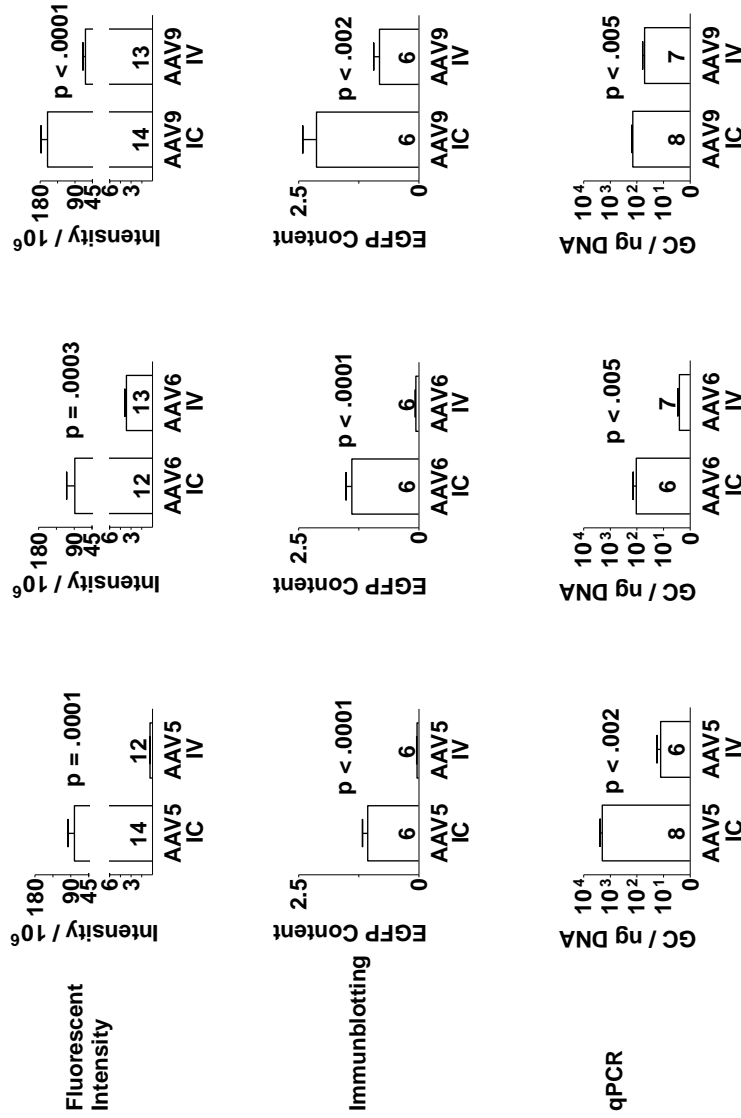 Fluorescent
Intensity
Intensity / 10⁶
180
90
45
6
3
p = .0001
14
12
AAV5
IC
AAV5
IV
Intensity / 10⁶
180
90
45
6
3
p = .0003
12
13
AAV6
IC
AAV6
IV
Intensity / 10⁶
180
90
45
6
3
p < .0001
14
13
AAV9
IC
AAV9
IV
Immunblotting
EGFP Content
2.5
0
p < .0001
6
6
AAV5
IC
AAV5
IV
EGFP Content
2.5
0
p < .0001
6
6
AAV6
IC
AAV6
IV
EGFP Content
2.5
0
p < .002
6
6
AAV9
IC
AAV9
IV
qPCR
GC / ng DNA
10⁴
10³
10²
10¹
0
p < .002
8
6
AAV5
IC
AAV5
IV
GC / ng DNA
10⁴
10³
10²
10¹
0
p < .005
6
7
AAV6
IC
AAV6
IV
GC / ng DNA
10⁴
10³
10²
10¹
0
p < .005
8
7
AAV9
IC
AAV9
IV